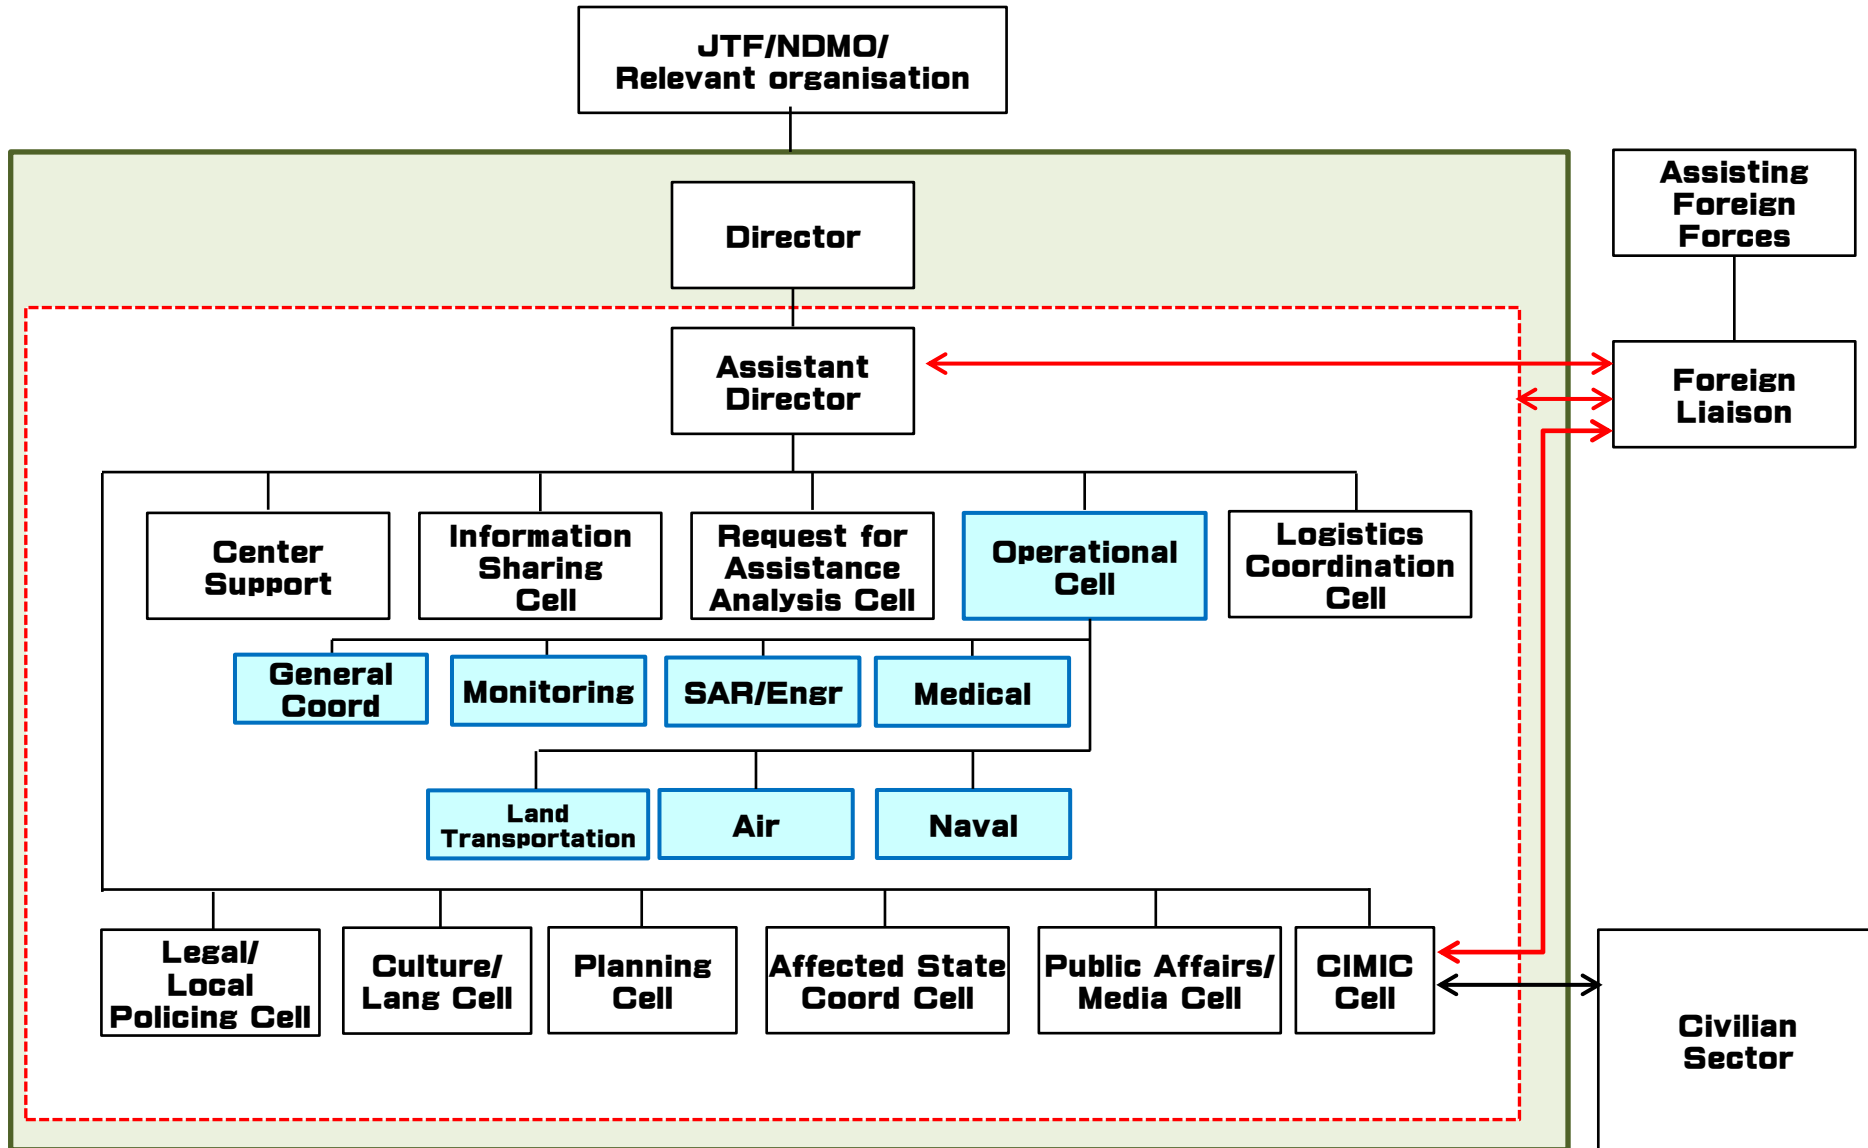 JTF/NDMO/
Relevant organisation
Assisting
Foreign
Forces
Director
Assistant
Director
Foreign
Liaison
Center
Support
Information
Sharing
Cell
Request for
Assistance
Analysis Cell
Operational
Cell
Logistics
Coordination
Cell
General
Coord
Monitoring
SAR/Engr
Medical
Land
Transportation
Air
Naval
Legal/
Local
Policing Cell
Culture/
Lang Cell
Planning
Cell
Affected State
Coord Cell
Public Affairs/
Media Cell
CIMIC
Cell
Civilian
Sector